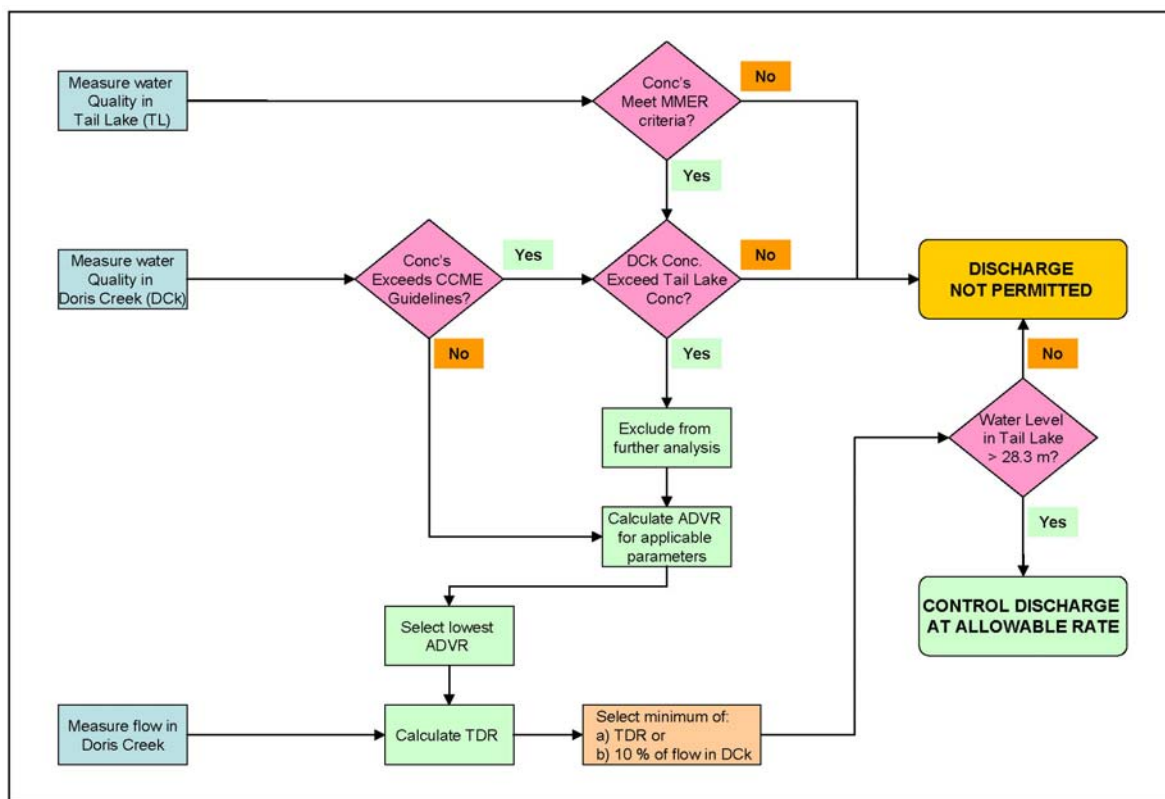 Measure water
Quality in
Tail Lake (TL)
Conc's
Meet MMER
criteria?
No
Yes
Measure water
Quality in
Doris Creek (DCk)
Conc's
Exceeds CCME
Guidelines?
Yes
DCk Conc.
Exceed Tail Lake
Conc?
No
DISCHARGE
NOT PERMITTED
No
Yes
No
Exclude from
further analysis
Water Level
in Tail Lake
> 28.3 m?
Calculate ADVR
for applicable
parameters
Yes
Select lowest
ADVR
CONTROL DISCHARGE
AT ALLOWABLE RATE
Measure flow in
Doris Creek
Calculate TDR
Select minimum of:
a) TDR or
b) 10 % of flow in DCk